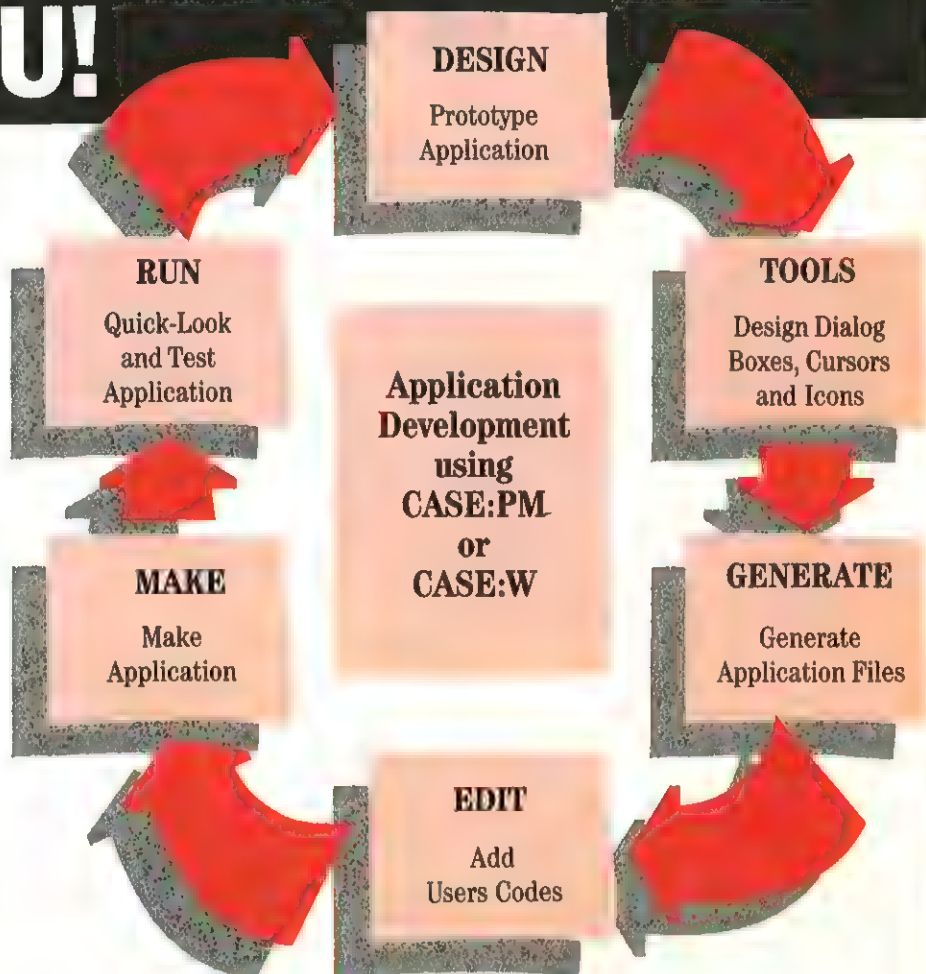 U!
DESIGN
Prototype
Application
TOOLS
Design Dialog
Boxes, Cursors
and Icons
GENERATE
Generate
Application Files
EDIT
Add
Users Codes
MAKE
Make
Application
RUN
Quick-Look
and Test
Application
Application
Development
using
CASE:PM
or
CASE:W